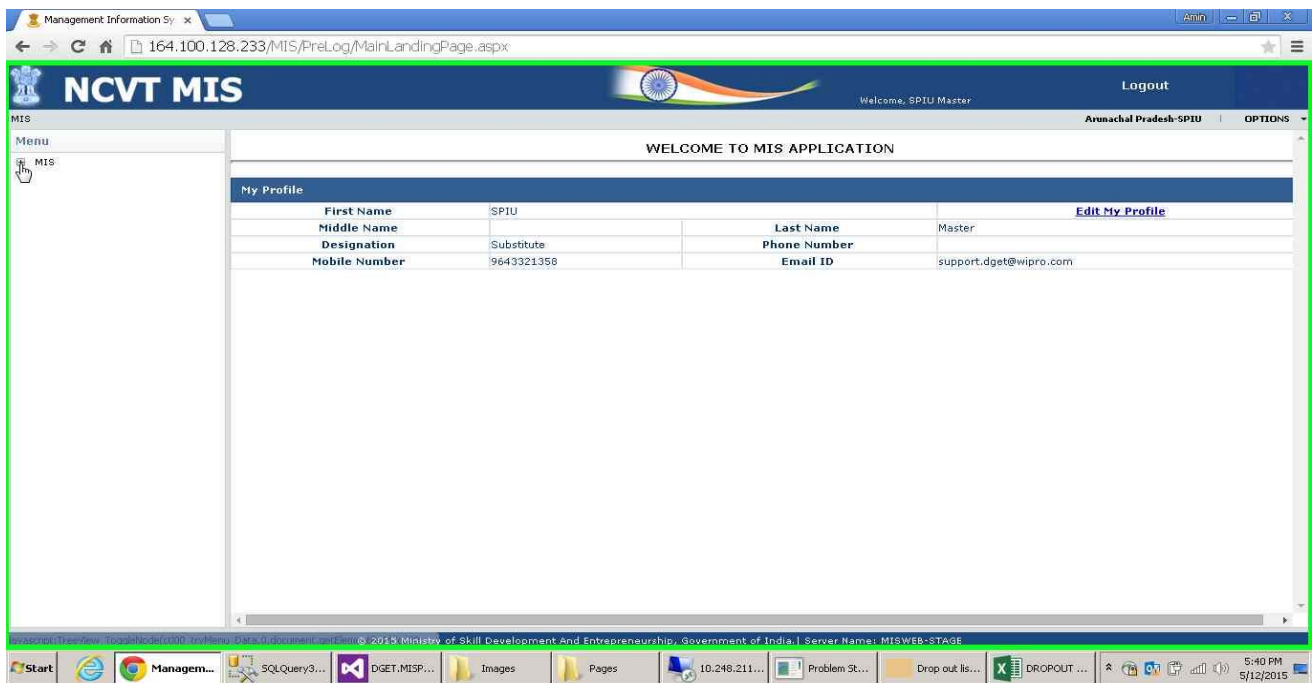 Management Information Sy
Amin
164.100.128.233/MIS/PreLog/MainLandingPage.aspx
NCVT MIS
Welcome, SPIU Master
Logout
MIS
Arunachal Pradesh-SPIU | OPTIONS
Menu
MIS
WELCOME TO MIS APPLICATION
My Profile
First Name SPIU Edit My Profile
Middle Name Last Name Master
Designation Substitute Phone Number
Mobile Number 9643321358 Email ID support.dget@wipro.com
© 2015 Ministry of Skill Development And Entrepreneurship, Government of India.| Server Name: MISWEB-STAGE
Start Managem... SQLQuery3... DGET.MISP... Images Pages 10.248.211... Problem St... Drop out lis... DROPOUT ... 5:40 PM
5/12/2015